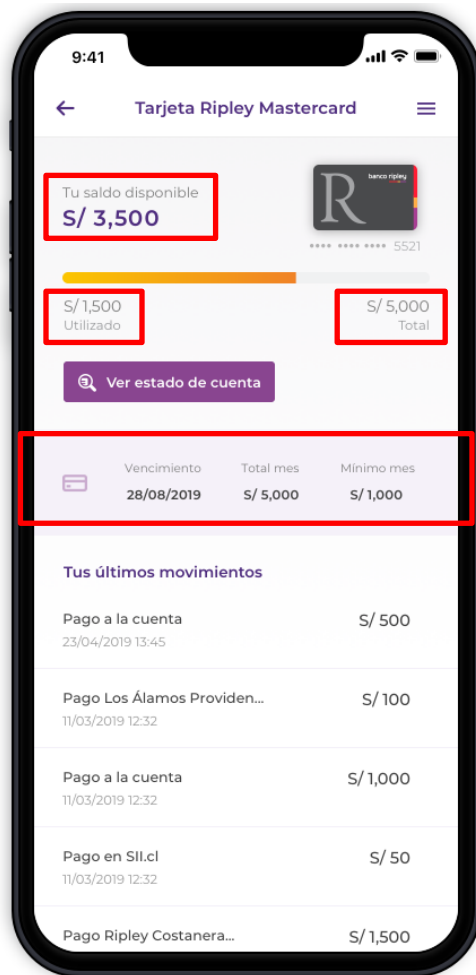 9:41
Tarjeta Ripley Mastercard
Tu saldo disponible
S/ 3,500
R
banco ripley
•••• •••• •••• 5521
S/ 1,500
S/ 5,000
Utilizado
Total
Ver estado de cuenta
Vencimiento Total mes Mínimo mes
28/08/2019 S/ 5,000 S/ 1,000
Tus últimos movimientos
Pago a la cuenta S/ 500
23/04/2019 13:45
Pago Los Álamos Providen... S/ 100
11/03/2019 12:32
Pago a la cuenta S/ 1,000
11/03/2019 12:32
Pago en SII.cl S/ 50
11/03/2019 12:32
Pago Ripley Costanera... S/ 1,500